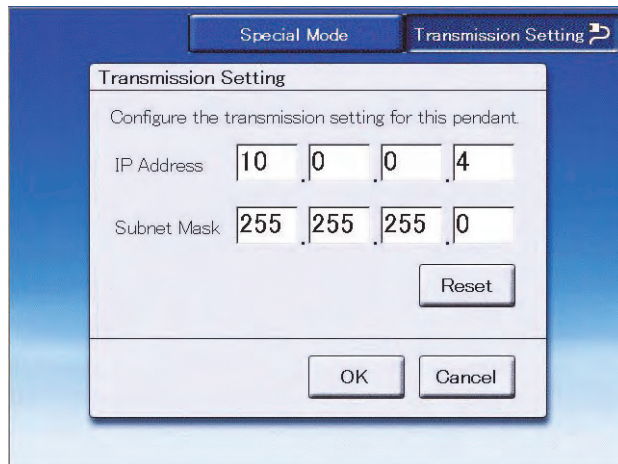 Special Mode
Transmission Setting
Transmission Setting
Configure the transmission setting for this pendant.
IP Address 10 . 0 . 0 . 4
Subnet Mask 255 . 255 . 255 . 0
Reset
OK Cancel